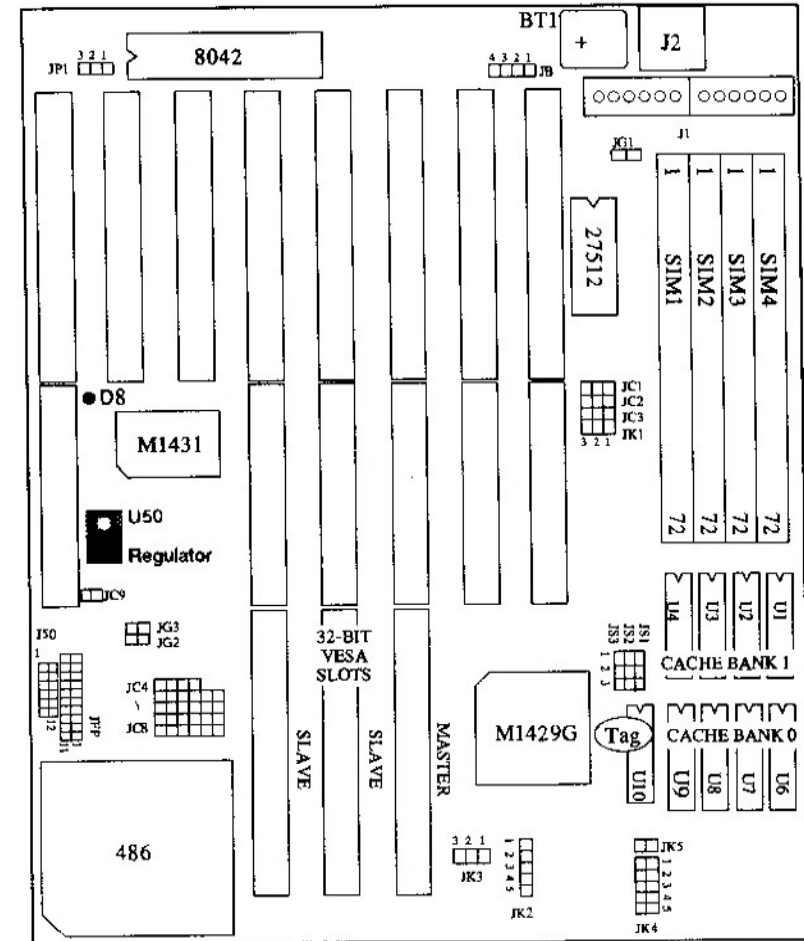 BT1
+
J2
8042
3 2 1
JP1
4 3 2 1
JB
J1
JG1
27512
1
SIM1
72
1
SIM2
72
1
SIM3
72
1
SIM4
72
JC1
JC2
JC3
JK1
3 2 1
D8
M1431
U50
Regulator
JC9
J50
1
12
11
1
JG3
JG2
JC4
\
JC8
32-BIT
VESA
SLOTS
SLAVE
SLAVE
MASTER
486
M1429G
JS3
JS2
JS1
1 2 3
U4
U3
U2
U1
CACHE BANK 1
Tag
CACHE BANK 0
U10
U9
U8
U7
U6
3 2 1
JK3
1 2 3 4 5
JK2
JK5
1 2 3 4 5
JK4